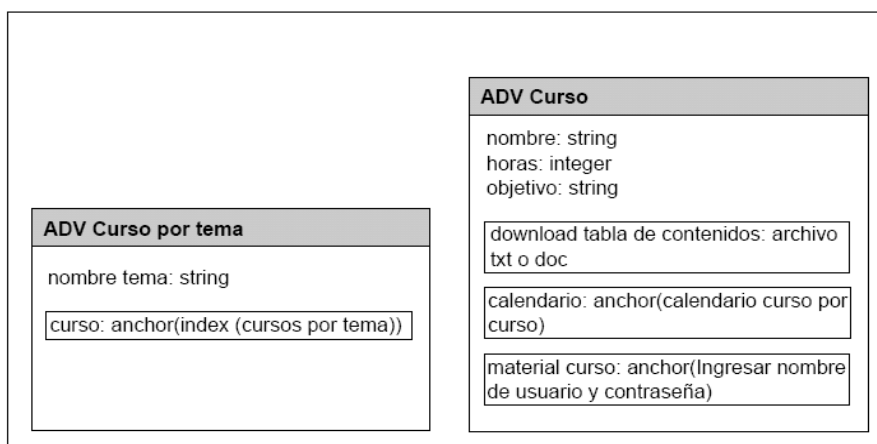 ADV Curso por tema
nombre tema: string
curso: anchor(index (cursos por tema))
ADV Curso
nombre: string
horas: integer
objetivo: string
download tabla de contenidos: archivo
txt o doc
calendario: anchor(calendario curso por
curso)
material curso: anchor(Ingresar nombre
de usuario y contraseña)